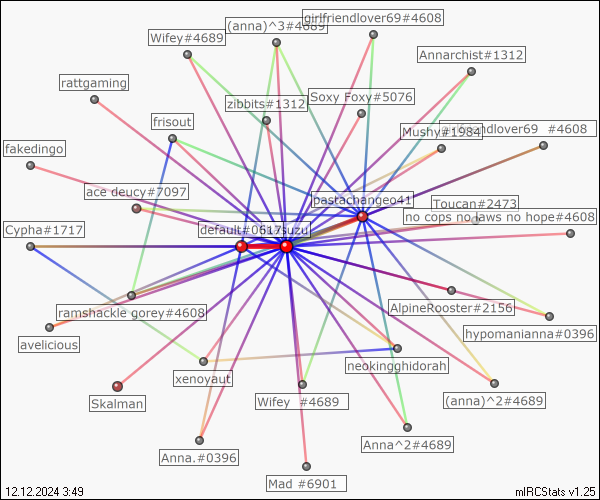 girlfriendlover69#4608
(anna)^3#4689
Wifey#4689
Annarchist#1312
rattgaming
Soxy Foxy#5076
zibbits#1312
frisout
Mushy#1984
69 #4608
fakedingo
ace deucy#7097
pastachangeo41
Toucan#2473
no cops no laws no hope#4608
Cypha#1717
default#0617
suzu
ramshackle gorey#4608
AlpineRooster#2156
hypomanianna#0396
avelicious
neokingghidorah
xenoyaut
Skalman
Wifey #4689
(anna)^2#4689
Anna^2#4689
Anna.#0396
Mad #6901
12.12.2024 3:49
mIRCStats v1.25